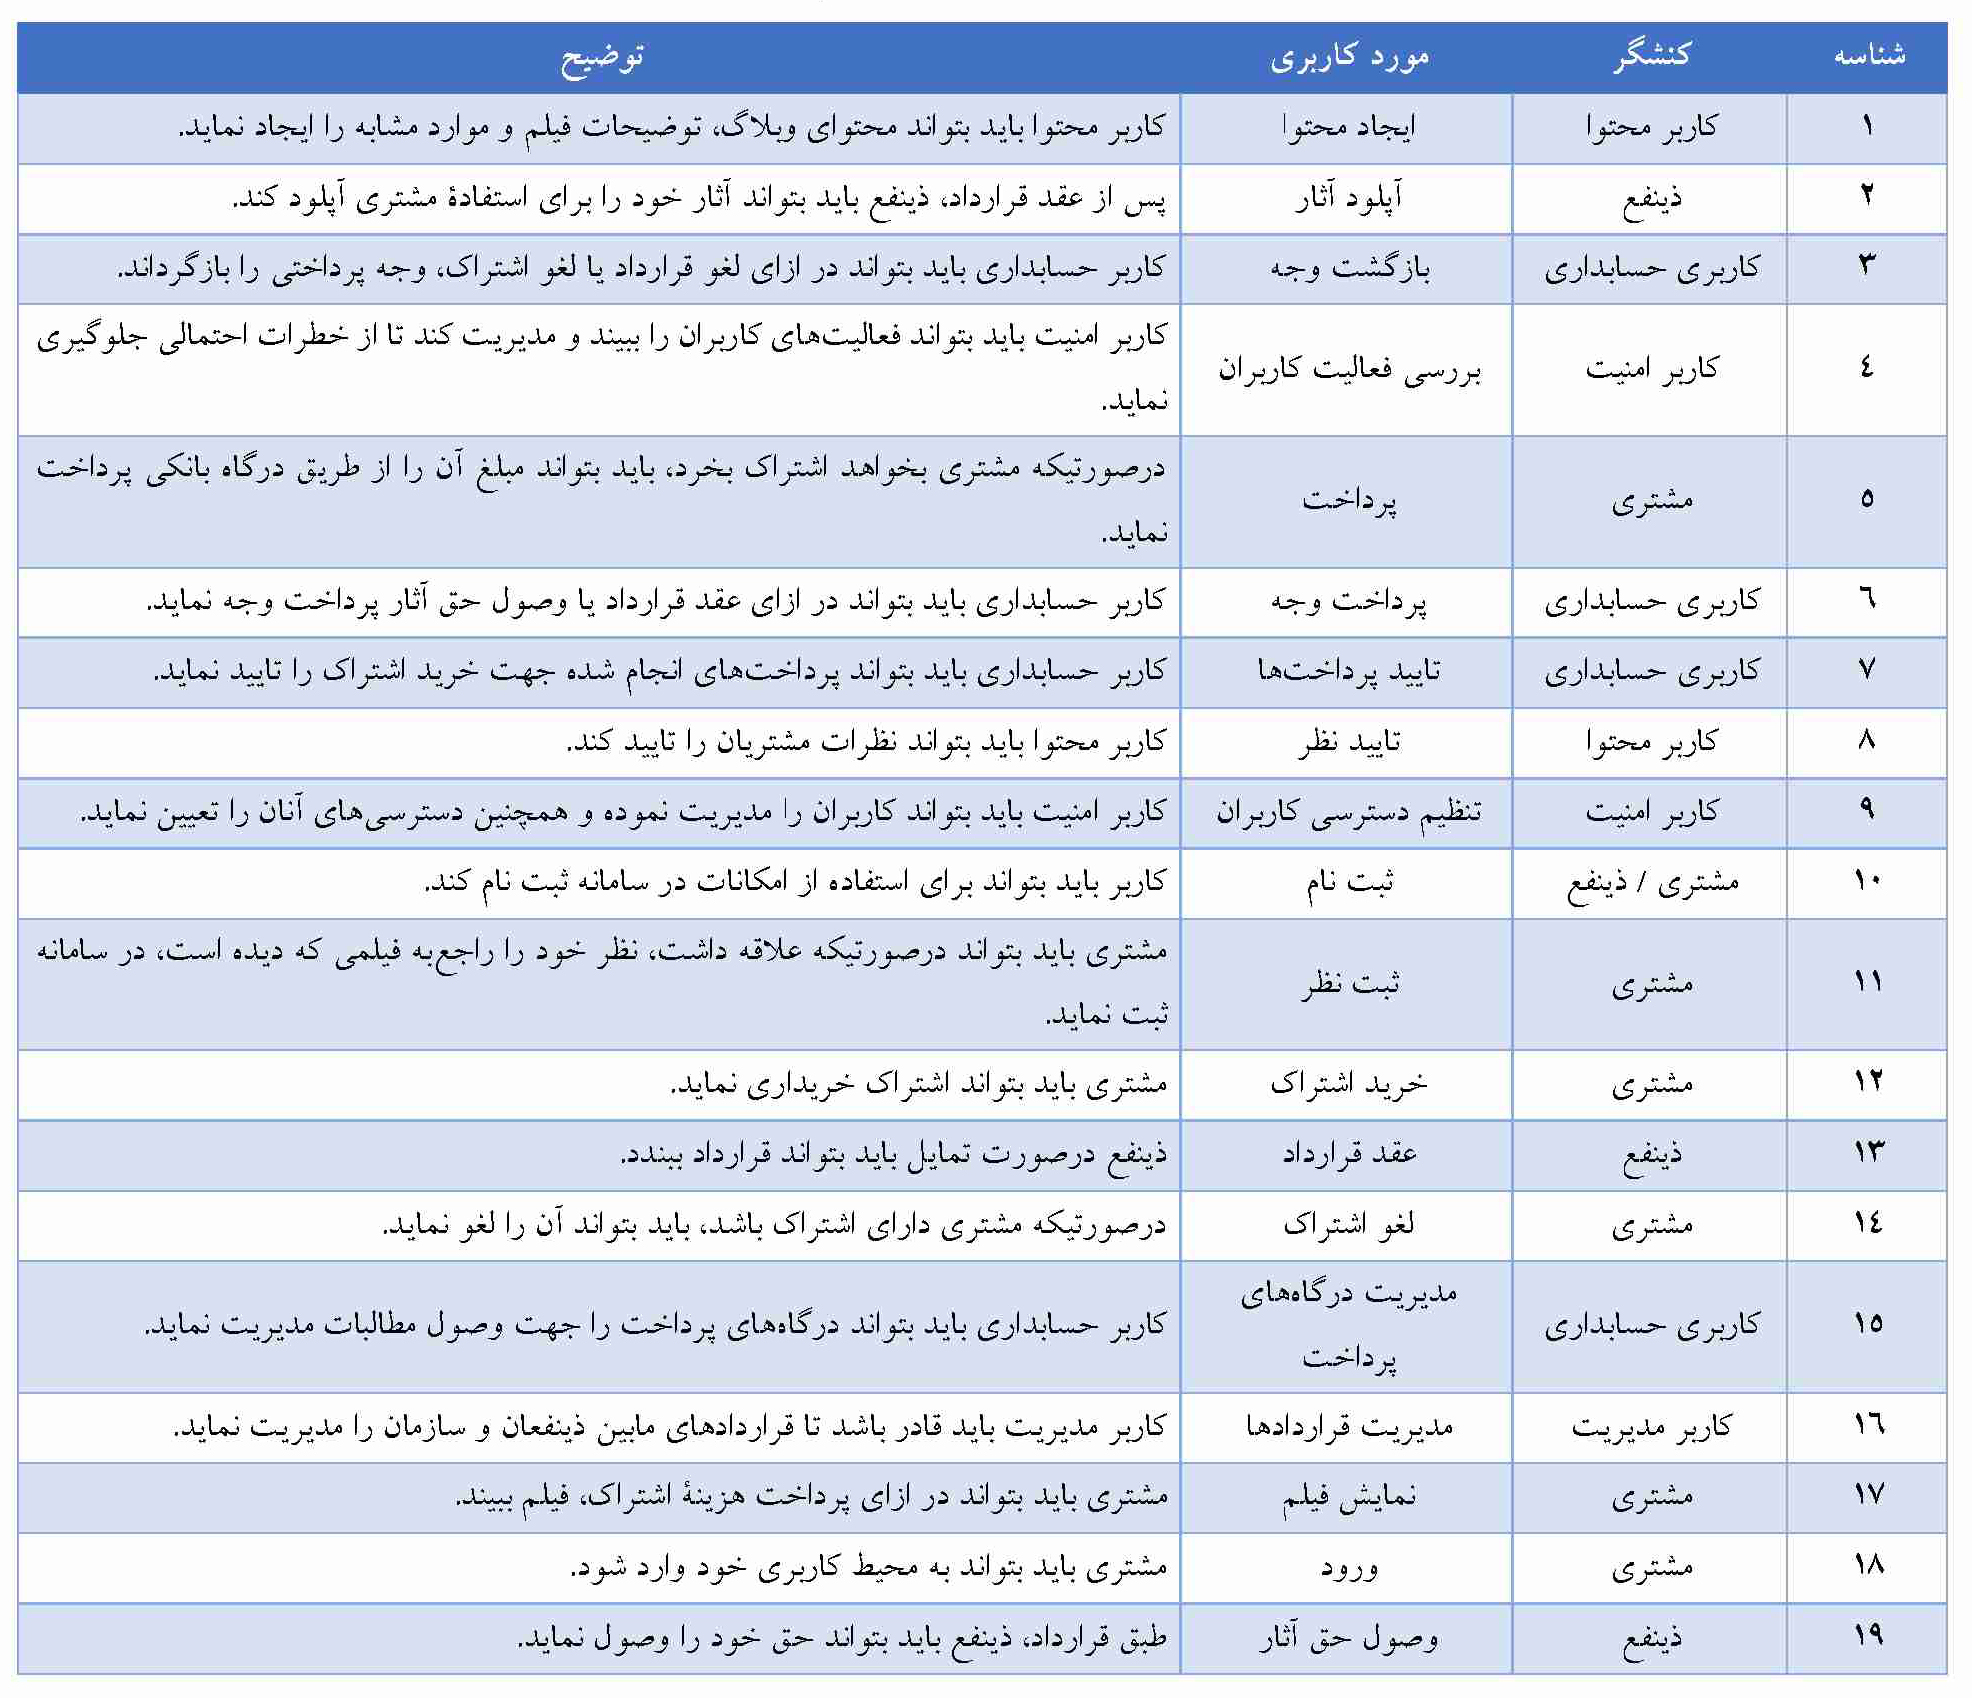 شناسه کنشگر مورد کاربری توضیح
۱ کاربر محتوا ایجاد محتوا کاربر محتوا باید بتواند محتوای وبلاگ، توضیحات فیلم و موارد مشابه را ایجاد نماید.
۲ ذینفع آپلود آثار پس از عقد قرارداد، ذینفع باید بتواند آثار خود را برای استفادهٔ مشتری آپلود کند.
۳ کاربری حسابداری بازگشت وجه کاربر حسابداری باید بتواند در ازای لغو قرارداد یا لغو اشتراک، وجه پرداختی را بازگرداند.
۴ کاربر امنیت بررسی فعالیت کاربران کاربر امنیت باید بتواند فعالیت‌های کاربران را ببیند و مدیریت کند تا از خطرات احتمالی جلوگیری
نماید.
۵ مشتری پرداخت درصورتیکه مشتری بخواهد اشتراک بخرد، باید بتواند مبلغ آن را از طریق درگاه بانکی پرداخت
نماید.
۶ کاربری حسابداری پرداخت وجه کاربر حسابداری باید بتواند در ازای عقد قرارداد یا وصول حق آثار پرداخت وجه نماید.
۷ کاربری حسابداری تایید پرداخت‌ها کاربر حسابداری باید بتواند پرداخت‌های انجام شده جهت خرید اشتراک را تایید نماید.
۸ کاربر محتوا تایید نظر کاربر محتوا باید بتواند نظرات مشتریان را تایید کند.
۹ کاربر امنیت تنظیم دسترسی کاربران کاربر امنیت باید بتواند کاربران را مدیریت نموده و همچنین دسترسی‌های آنان را تعیین نماید.
۱۰ مشتری / ذینفع ثبت نام کاربر باید بتواند برای استفاده از امکانات در سامانه ثبت نام کند.
۱۱ مشتری ثبت نظر مشتری باید بتواند درصورتیکه علاقه داشت، نظر خود را راجع‌به فیلمی که دیده است، در سامانه
ثبت نماید.
۱۲ مشتری خرید اشتراک مشتری باید بتواند اشتراک خریداری نماید.
۱۳ ذینفع عقد قرارداد ذینفع درصورت تمایل باید بتواند قرارداد ببندد.
۱۴ مشتری لغو اشتراک درصورتیکه مشتری دارای اشتراک باشد، باید بتواند آن را لغو نماید.
۱۵ کاربری حسابداری مدیریت درگاه‌های
پرداخت
کاربر حسابداری باید بتواند درگاه‌های پرداخت را جهت وصول مطالبات مدیریت نماید.
۱۶ کاربر مدیریت مدیریت قراردادها کاربر مدیریت باید قادر باشد تا قراردادهای مابین ذینفعان و سازمان را مدیریت نماید.
۱۷ مشتری نمایش فیلم مشتری باید بتواند در ازای پرداخت هزینهٔ اشتراک، فیلم ببیند.
۱۸ مشتری ورود مشتری باید بتواند به محیط کاربری خود وارد شود.
۱۹ ذینفع وصول حق آثار طبق قرارداد، ذینفع باید بتواند حق خود را وصول نماید.